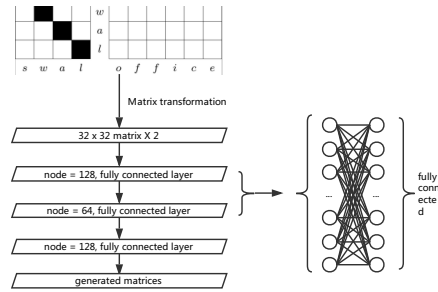 w
a
l
s w a l o f f i c e
Matrix transformation
32 x 32 matrix X 2
node = 128, fully connected layer
node = 64, fully connected layer
node = 128, fully connected layer
generated matrices
... ...
fully
conn
ecte
d